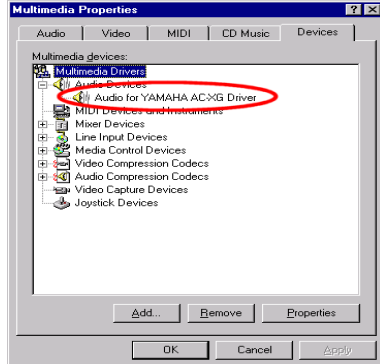 Multimedia Properties
Audio Video MIDI CD Music Devices
Multimedia devices:
Multimedia Drivers
Audio Devices
Audio for YAMAHA AC-XG Driver
MIDI Devices and Instruments
Mixer Devices
Line Input Devices
Media Control Devices
Video Compression Codecs
Audio Compression Codecs
Video Capture Devices
Joystick Devices
Add... Remove Properties
OK Cancel Apply